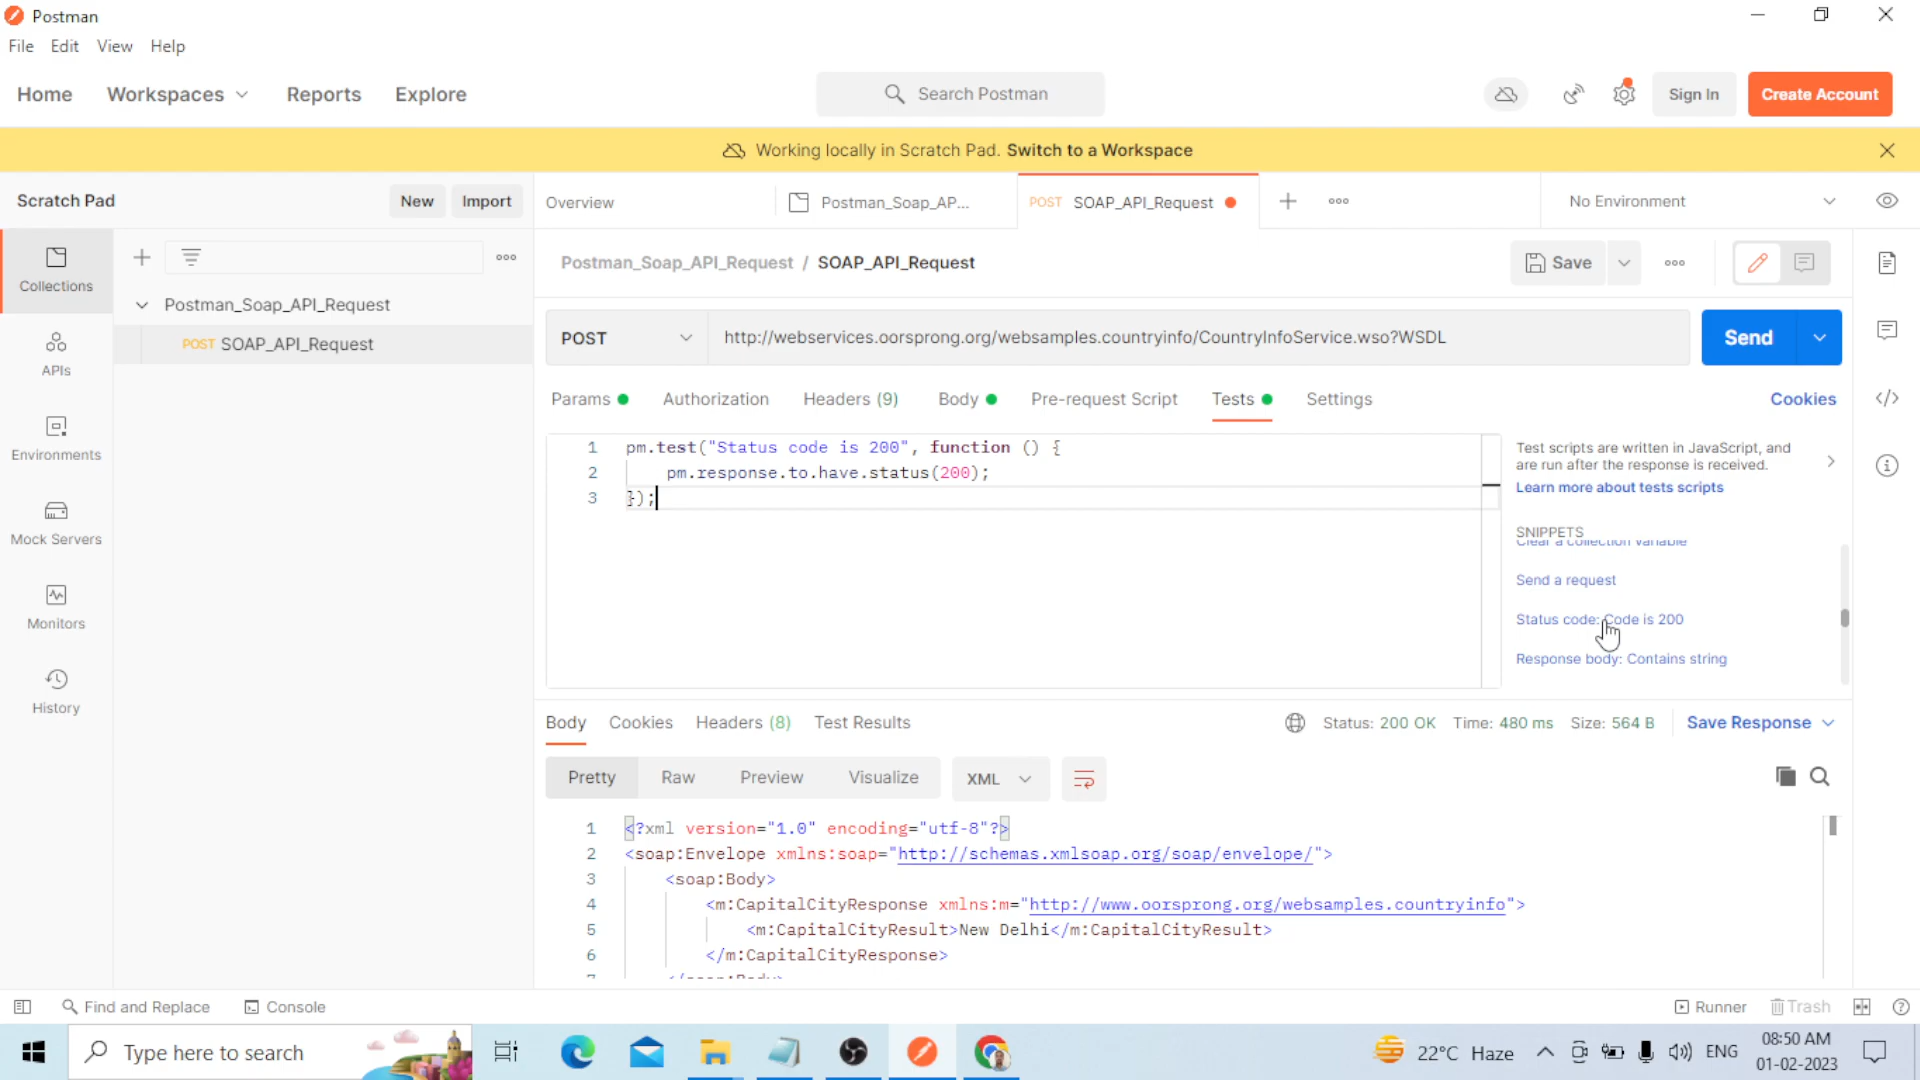 Postman
File Edit View Help
Home Workspaces Reports Explore
Search Postman
Sign In
Create Account
Working locally in Scratch Pad. Switch to a Workspace
Scratch Pad
New
Import
Overview
Postman_Soap_AP...
POST SOAP_API_Request
No Environment
Collections
APIs
Environments
Mock Servers
Monitors
History
Postman_Soap_API_Request
POST SOAP_API_Request
Postman_Soap_API_Request / SOAP_API_Request
Save
POST
http://webservices.oorsprong.org/websamples.countryinfo/CountryInfoService.wso?WSDL
Send
Params Authorization Headers (9) Body Pre-request Script Tests Settings
Cookies
1 pm.test("Status code is 200", function () {
2 pm.response.to.have.status(200);
3 });
Test scripts are written in JavaScript, and
are run after the response is received.
Learn more about tests scripts
SNIPPETS
Clear a collection variable
Send a request
Status code: Code is 200
Response body: Contains string
Body Cookies Headers (8) Test Results
Status: 200 OK Time: 480 ms Size: 564 B
Save Response
Pretty Raw Preview Visualize
XML
1 <?xml version="1.0" encoding="utf-8"?>
2 <soap:Envelope xmlns:soap="http://schemas.xmlsoap.org/soap/envelope/">
3 <soap:Body>
4 <m:CapitalCityResponse xmlns:m="http://www.oorsprong.org/websamples.countryinfo">
5 <m:CapitalCityResult>New Delhi</m:CapitalCityResult>
6 </m:CapitalCityResponse>
7 </soap:Body>
Find and Replace
Console
Runner
Trash
Type here to search
22°C Haze
ENG
08:50 AM
01-02-2023